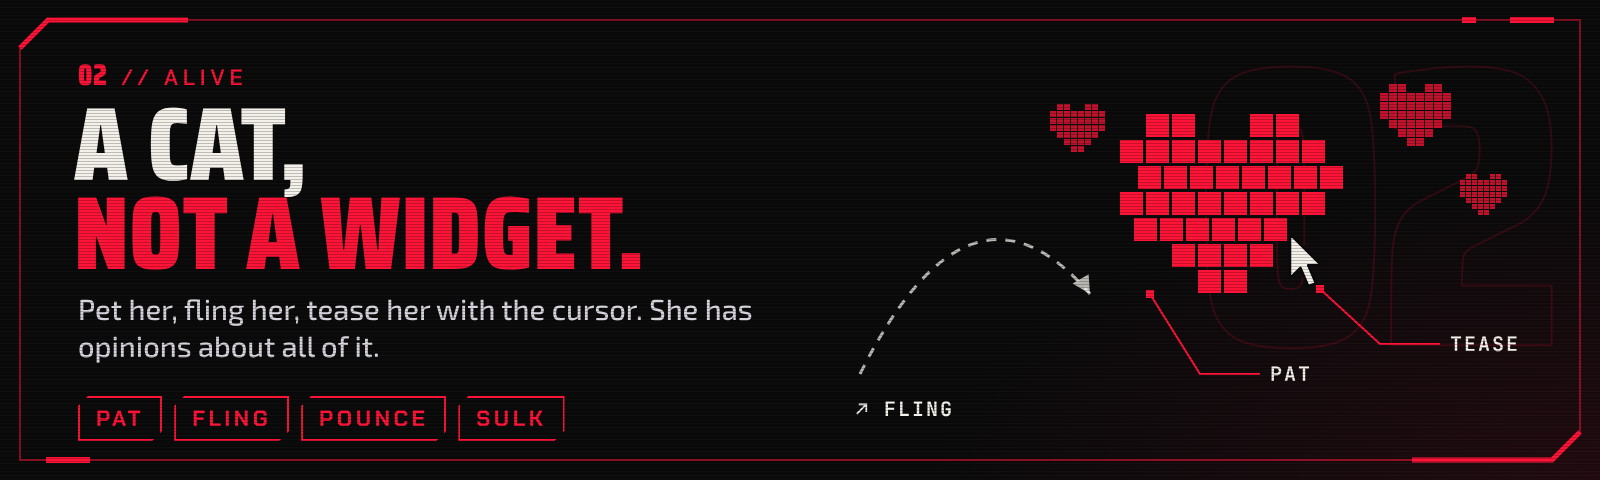 02 // ALIVE
A CAT,
NOT A WIDGET.
Pet her, fling her, tease her with the cursor. She has
opinions about all of it.
PAT
FLING
POUNCE
SULK
02
TEASE
PAT
↗ FLING